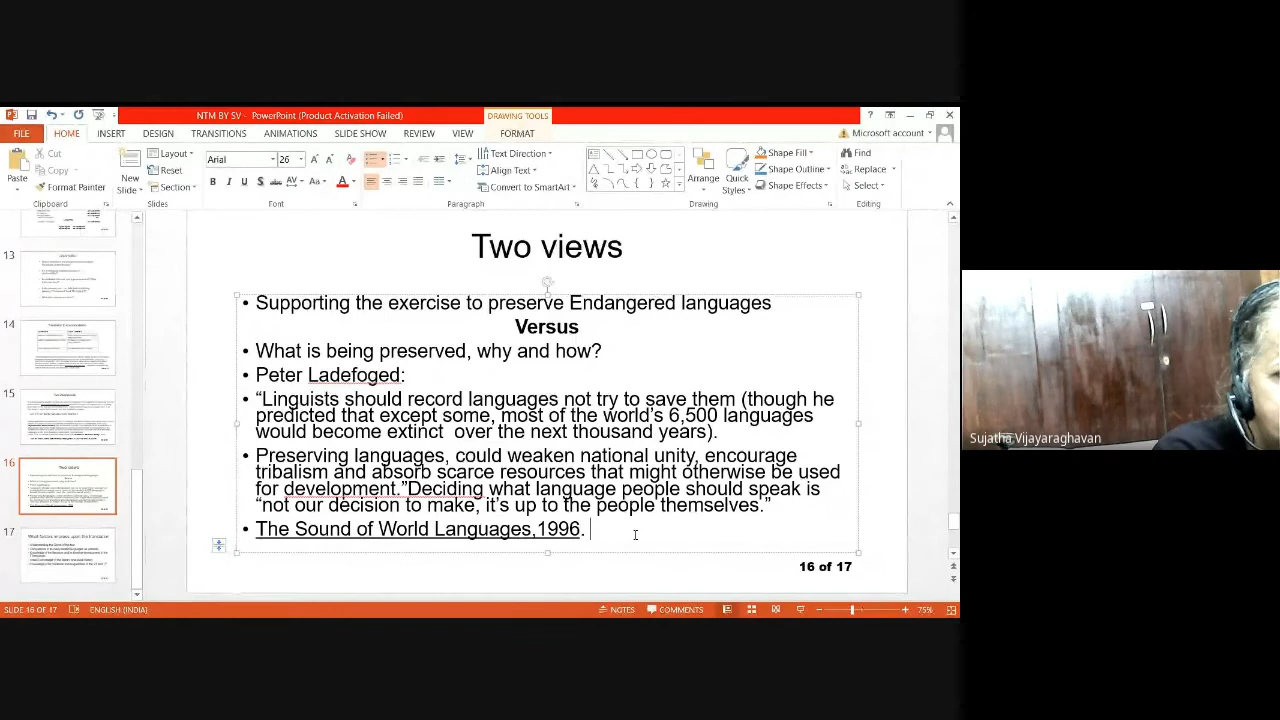 NTM BY SV - PowerPoint (Product Activation Failed)
DRAWING TOOLS
FILE HOME INSERT DESIGN TRANSITIONS ANIMATIONS SLIDE SHOW REVIEW VIEW FORMAT
Microsoft account
Paste
Cut
Copy
Format Painter
Clipboard
New Slide
Layout
Reset
Section
Slides
Arial 26
Font
Text Direction
Align Text
Convert to SmartArt
Paragraph
Arrange
Quick Styles
Shape Fill
Shape Outline
Shape Effects
Drawing
Find
Replace
Select
Editing
13
14
15
16
17
Two views
• Supporting the exercise to preserve Endangered languages
Versus
• What is being preserved, why and how?
• Peter Ladefoged:
• “Linguists should record languages not try to save them (though he
predicted that except some, most of the world's 6,500 languages
would become extinct over the next thousand years).
• Preserving languages, could weaken national unity, encourage
tribalism and absorb scarce resources that might otherwise be used
for development ”Deciding what language people should speak is
“not our decision to make, it’s up to the people themselves.”
• The Sound of World Languages,1996.
16 of 17
SLIDE 16 OF 17 ENGLISH (INDIA) NOTES COMMENTS 75%
Sujatha Vijayaraghavan